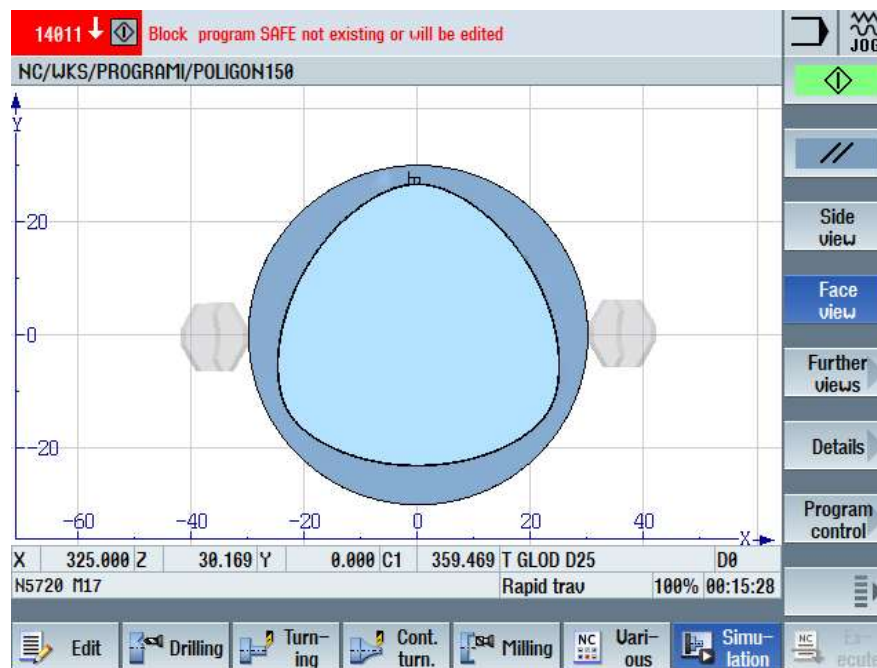 14011 Block program SAFE not existing or will be edited
JOG
NC/WKS/PROGRAMI/POLIGON150
Y
20
0
-20
-60 -40 -20 0 20 40
X
Side view
Face view
Further views
Details
Program control
X 325.000 Z 30.169 Y 0.000 C1 359.469 T GLOD D25 D0
N5720 M17 Rapid trav 100% 00:15:28
Edit
Drilling
Turn-
ing
Cont.
turn.
Milling
NC
Vari-
ous
Simu-
lation
NC